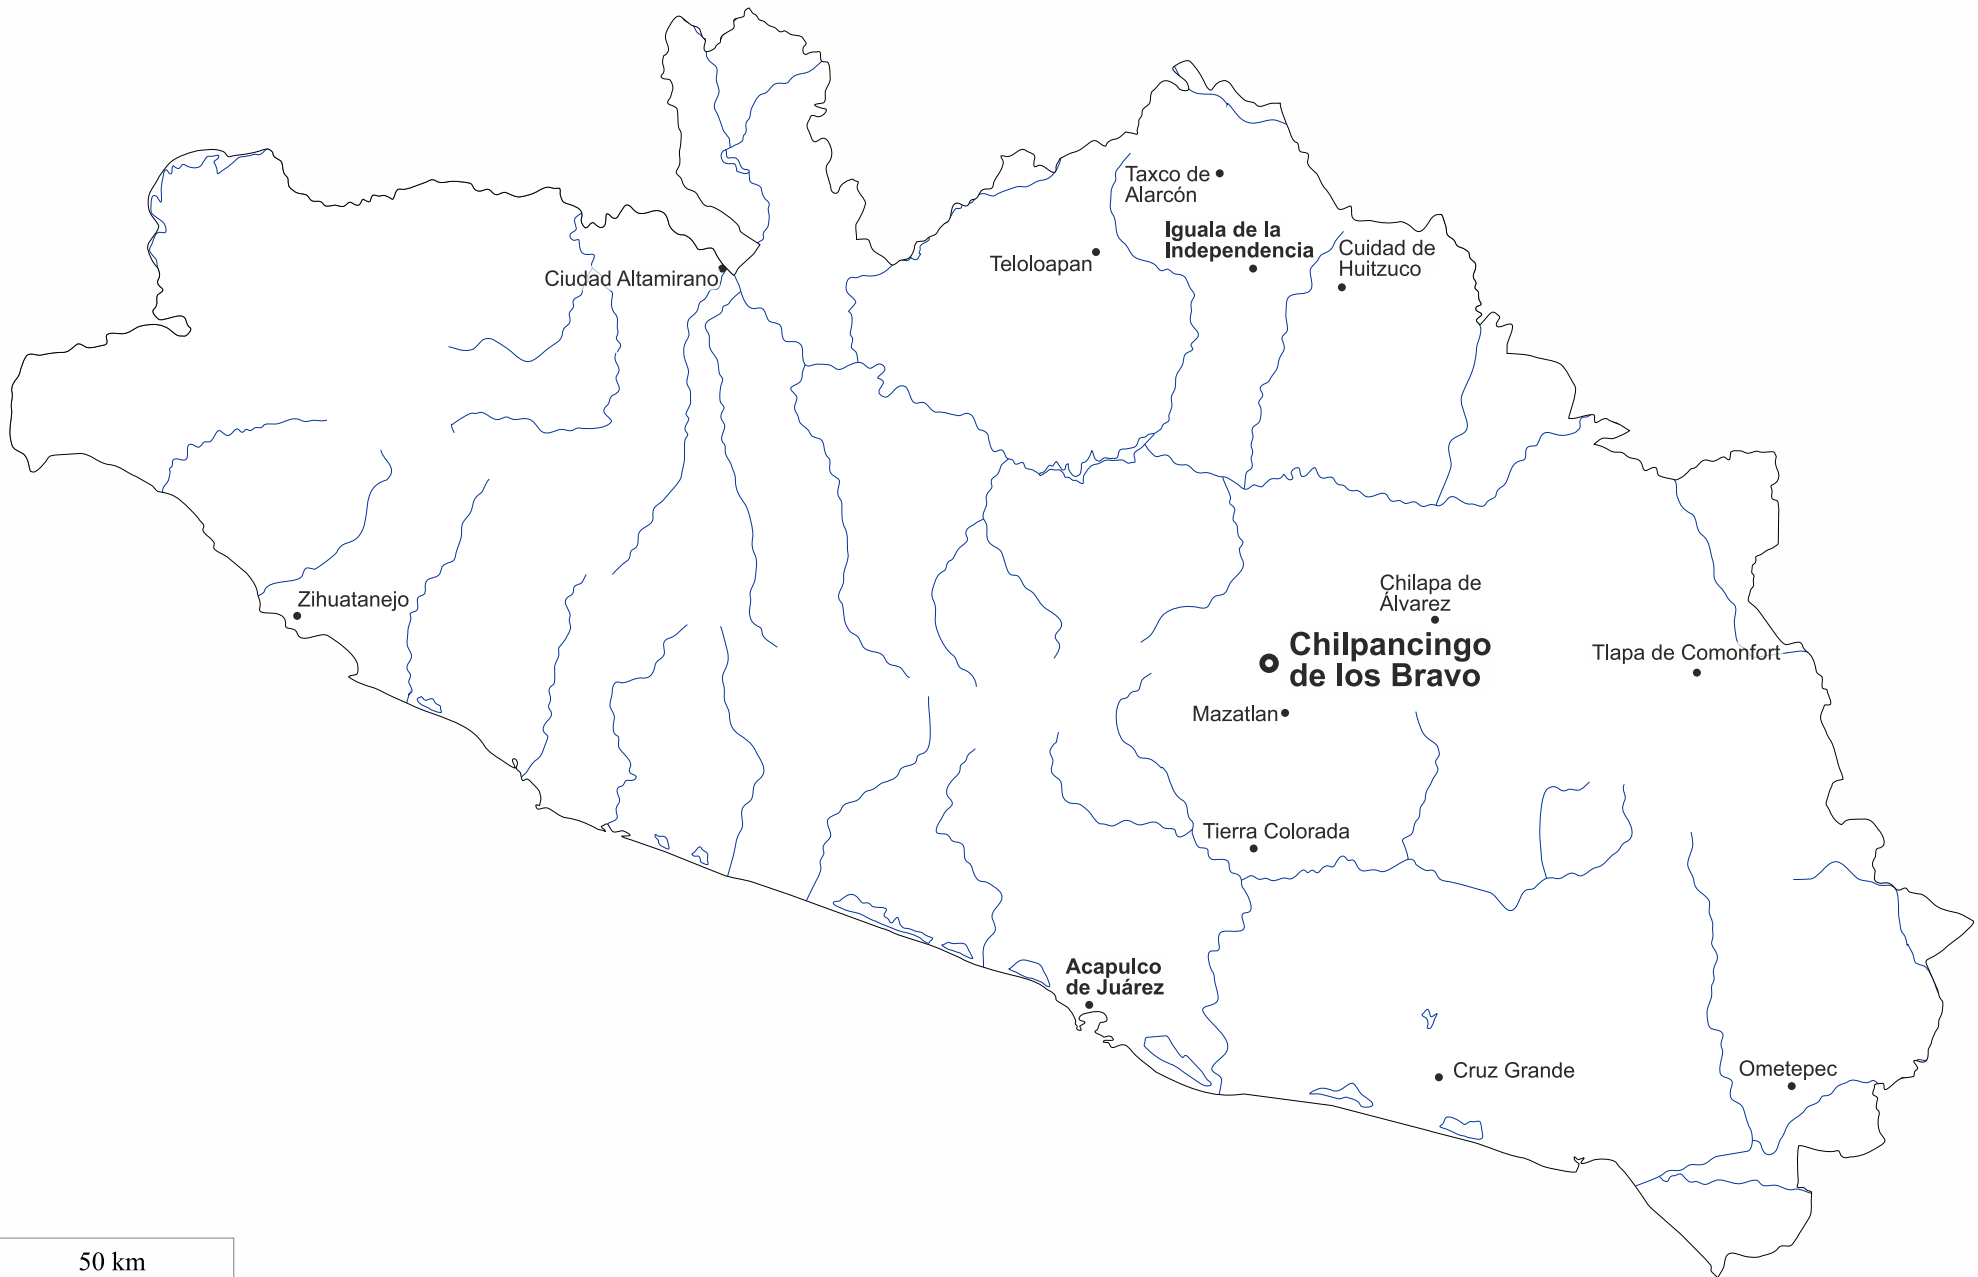 Taxco de
Alarcón
Iguala de la
Independencia
Cuidad de
Huitzuco
Teloloapan
Ciudad Altamirano
Zihuatanejo
Chilapa de
Álvarez
Chilpancingo
de los Bravo
Tlapa de Comonfort
Mazatlan
Tierra Colorada
Acapulco
de Juárez
Cruz Grande
Ometepec
50 km